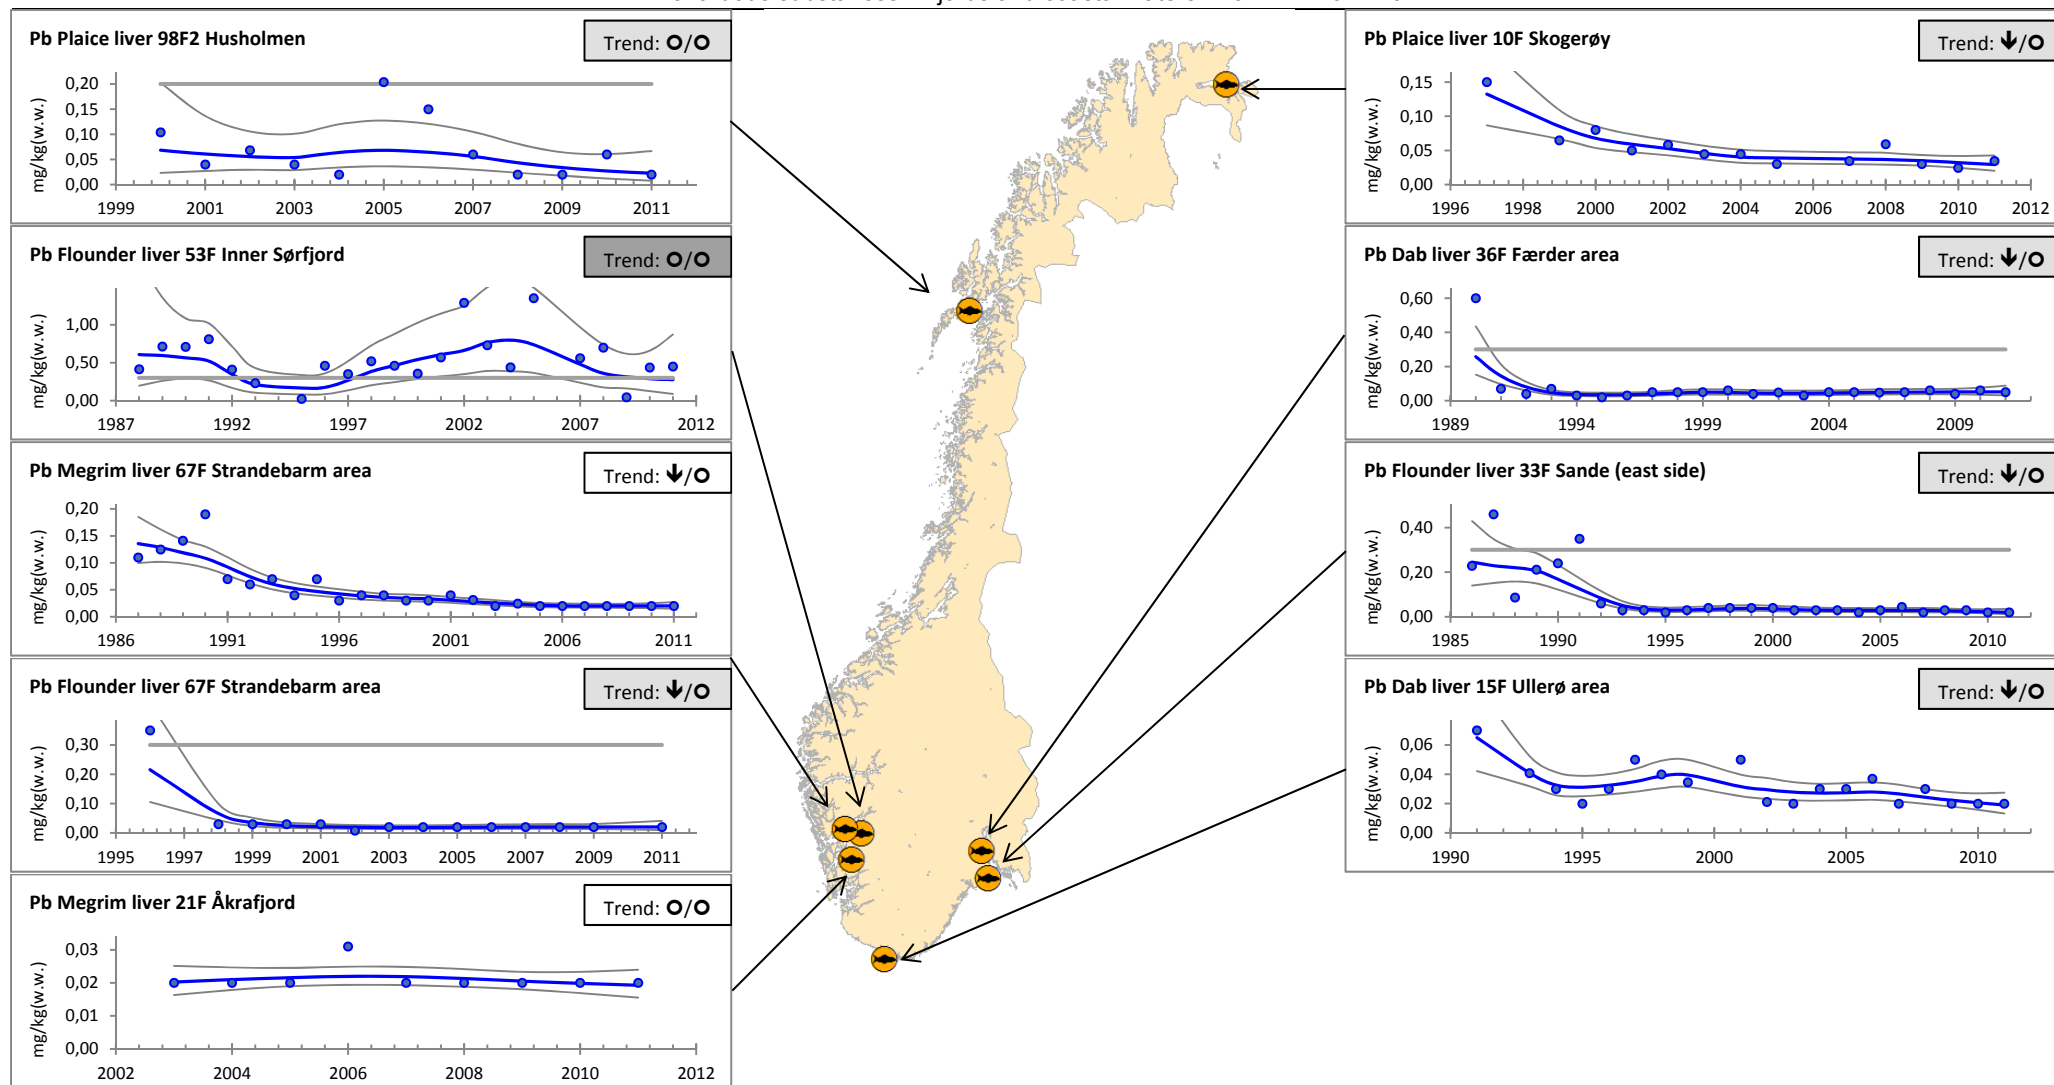 Pb Plaice liver 98F2 Husholmen
Trend: O/O
mg/kg(w.w.)
0,20
0,15
0,10
0,05
0,00
1999 2001 2003 2005 2007 2009 2011
Pb Flounder liver 53F Inner Sørfjord
Trend: O/O
mg/kg(w.w.)
1,00
0,50
0,00
1987 1992 1997 2002 2007 2012
Pb Megrim liver 67F Strandebarm area
Trend: 🡻/O
mg/kg(w.w.)
0,20
0,15
0,10
0,05
0,00
1986 1991 1996 2001 2006 2011
Pb Flounder liver 67F Strandebarm area
Trend: 🡻/O
mg/kg(w.w.)
0,30
0,20
0,10
0,00
1995 1997 1999 2001 2003 2005 2007 2009 2011
Pb Megrim liver 21F Åkrafjord
Trend: O/O
mg/kg(w.w.)
0,03
0,02
0,01
0,00
2002 2004 2006 2008 2010 2012
Pb Plaice liver 10F Skogerøy
Trend: 🡻/O
mg/kg(w.w.)
0,15
0,10
0,05
0,00
1996 1998 2000 2002 2004 2006 2008 2010 2012
Pb Dab liver 36F Færder area
Trend: 🡻/O
mg/kg(w.w.)
0,60
0,40
0,20
0,00
1989 1994 1999 2004 2009
Pb Flounder liver 33F Sande (east side)
Trend: 🡻/O
mg/kg(w.w.)
0,40
0,20
0,00
1985 1990 1995 2000 2005 2010
Pb Dab liver 15F Ullerø area
Trend: 🡻/O
mg/kg(w.w.)
0,06
0,04
0,02
0,00
1990 1995 2000 2005 2010